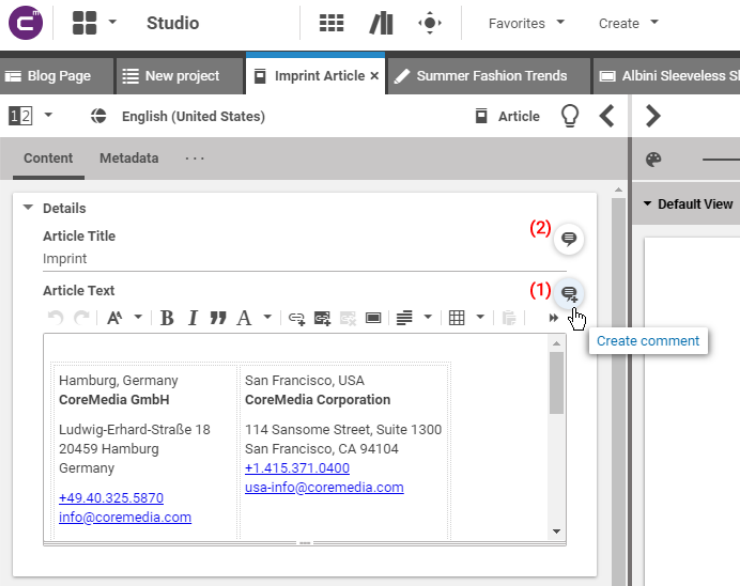 Studio
Favorites
Create
Blog Page
New project
Imprint Article ×
Summer Fashion Trends
Albini Sleeveless
12
English (United States)
Article
Content
Metadata
...
Default View
Details
Article Title
(2)
Imprint
Article Text
(1)
Create comment
Hamburg, Germany
CoreMedia GmbH
Ludwig-Erhard-Straße 18
20459 Hamburg
Germany
+49.40.325.5870
info@coremedia.com
San Francisco, USA
CoreMedia Corporation
114 Sansome Street, Suite 1300
San Francisco, CA 94104
+1.415.371.0400
usa-info@coremedia.com